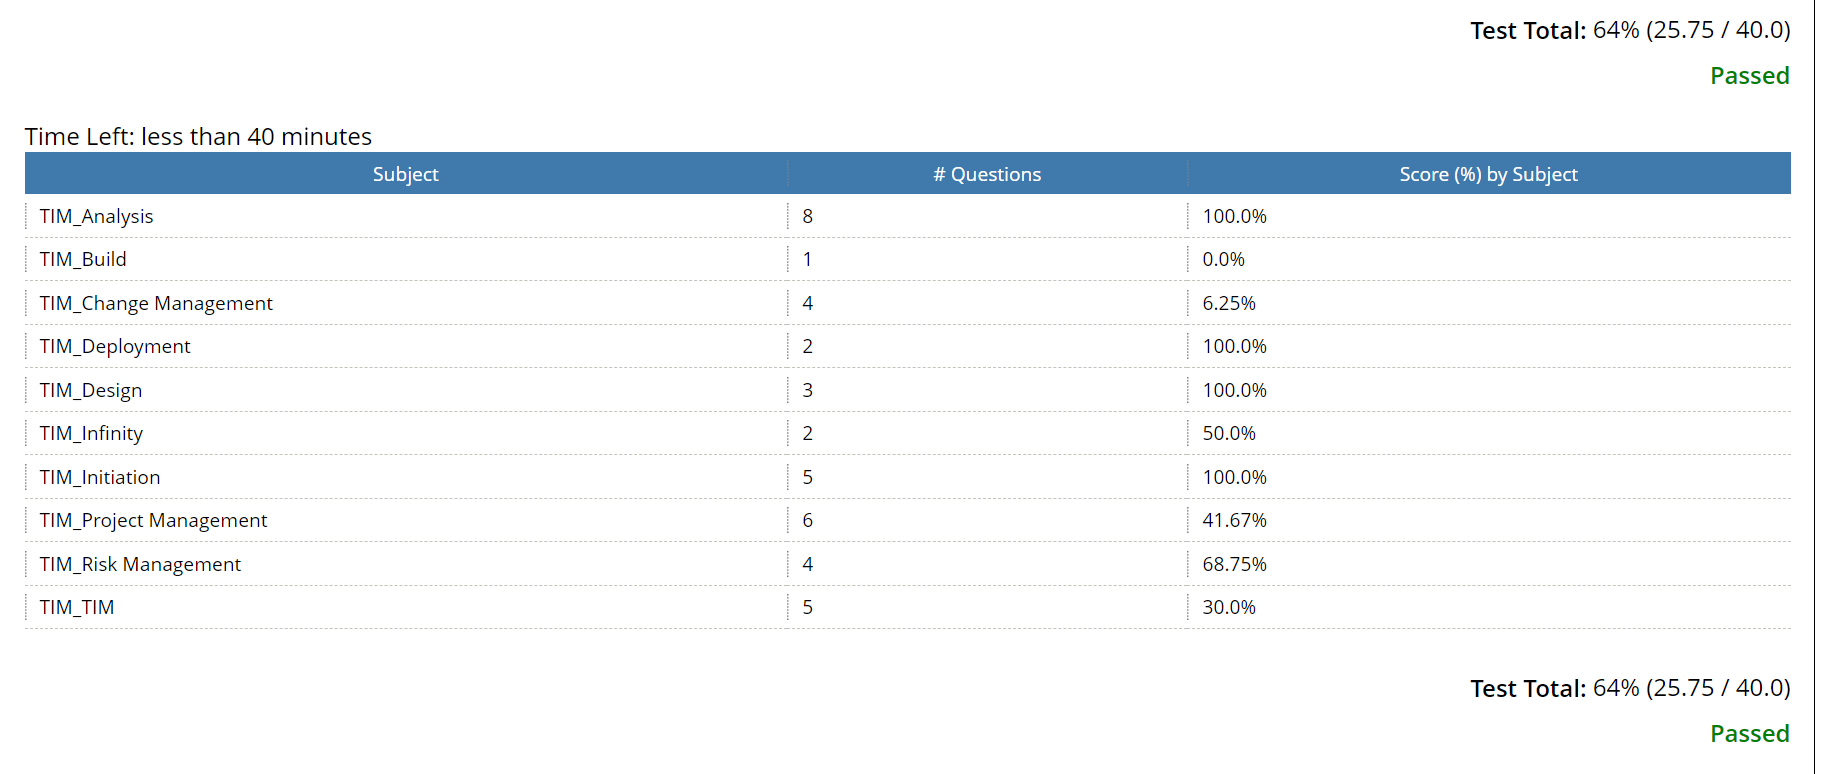 Test Total: 64% (25.75 / 40.0)
Passed
Time Left: less than 40 minutes
Subject # Questions Score (%) by Subject
TIM_Analysis 8 100.0%
TIM_Build 1 0.0%
TIM_Change Management 4 6.25%
TIM_Deployment 2 100.0%
TIM_Design 3 100.0%
TIM_Infinity 2 50.0%
TIM_Initiation 5 100.0%
TIM_Project Management 6 41.67%
TIM_Risk Management 4 68.75%
TIM_TIM 5 30.0%
Test Total: 64% (25.75 / 40.0)
Passed